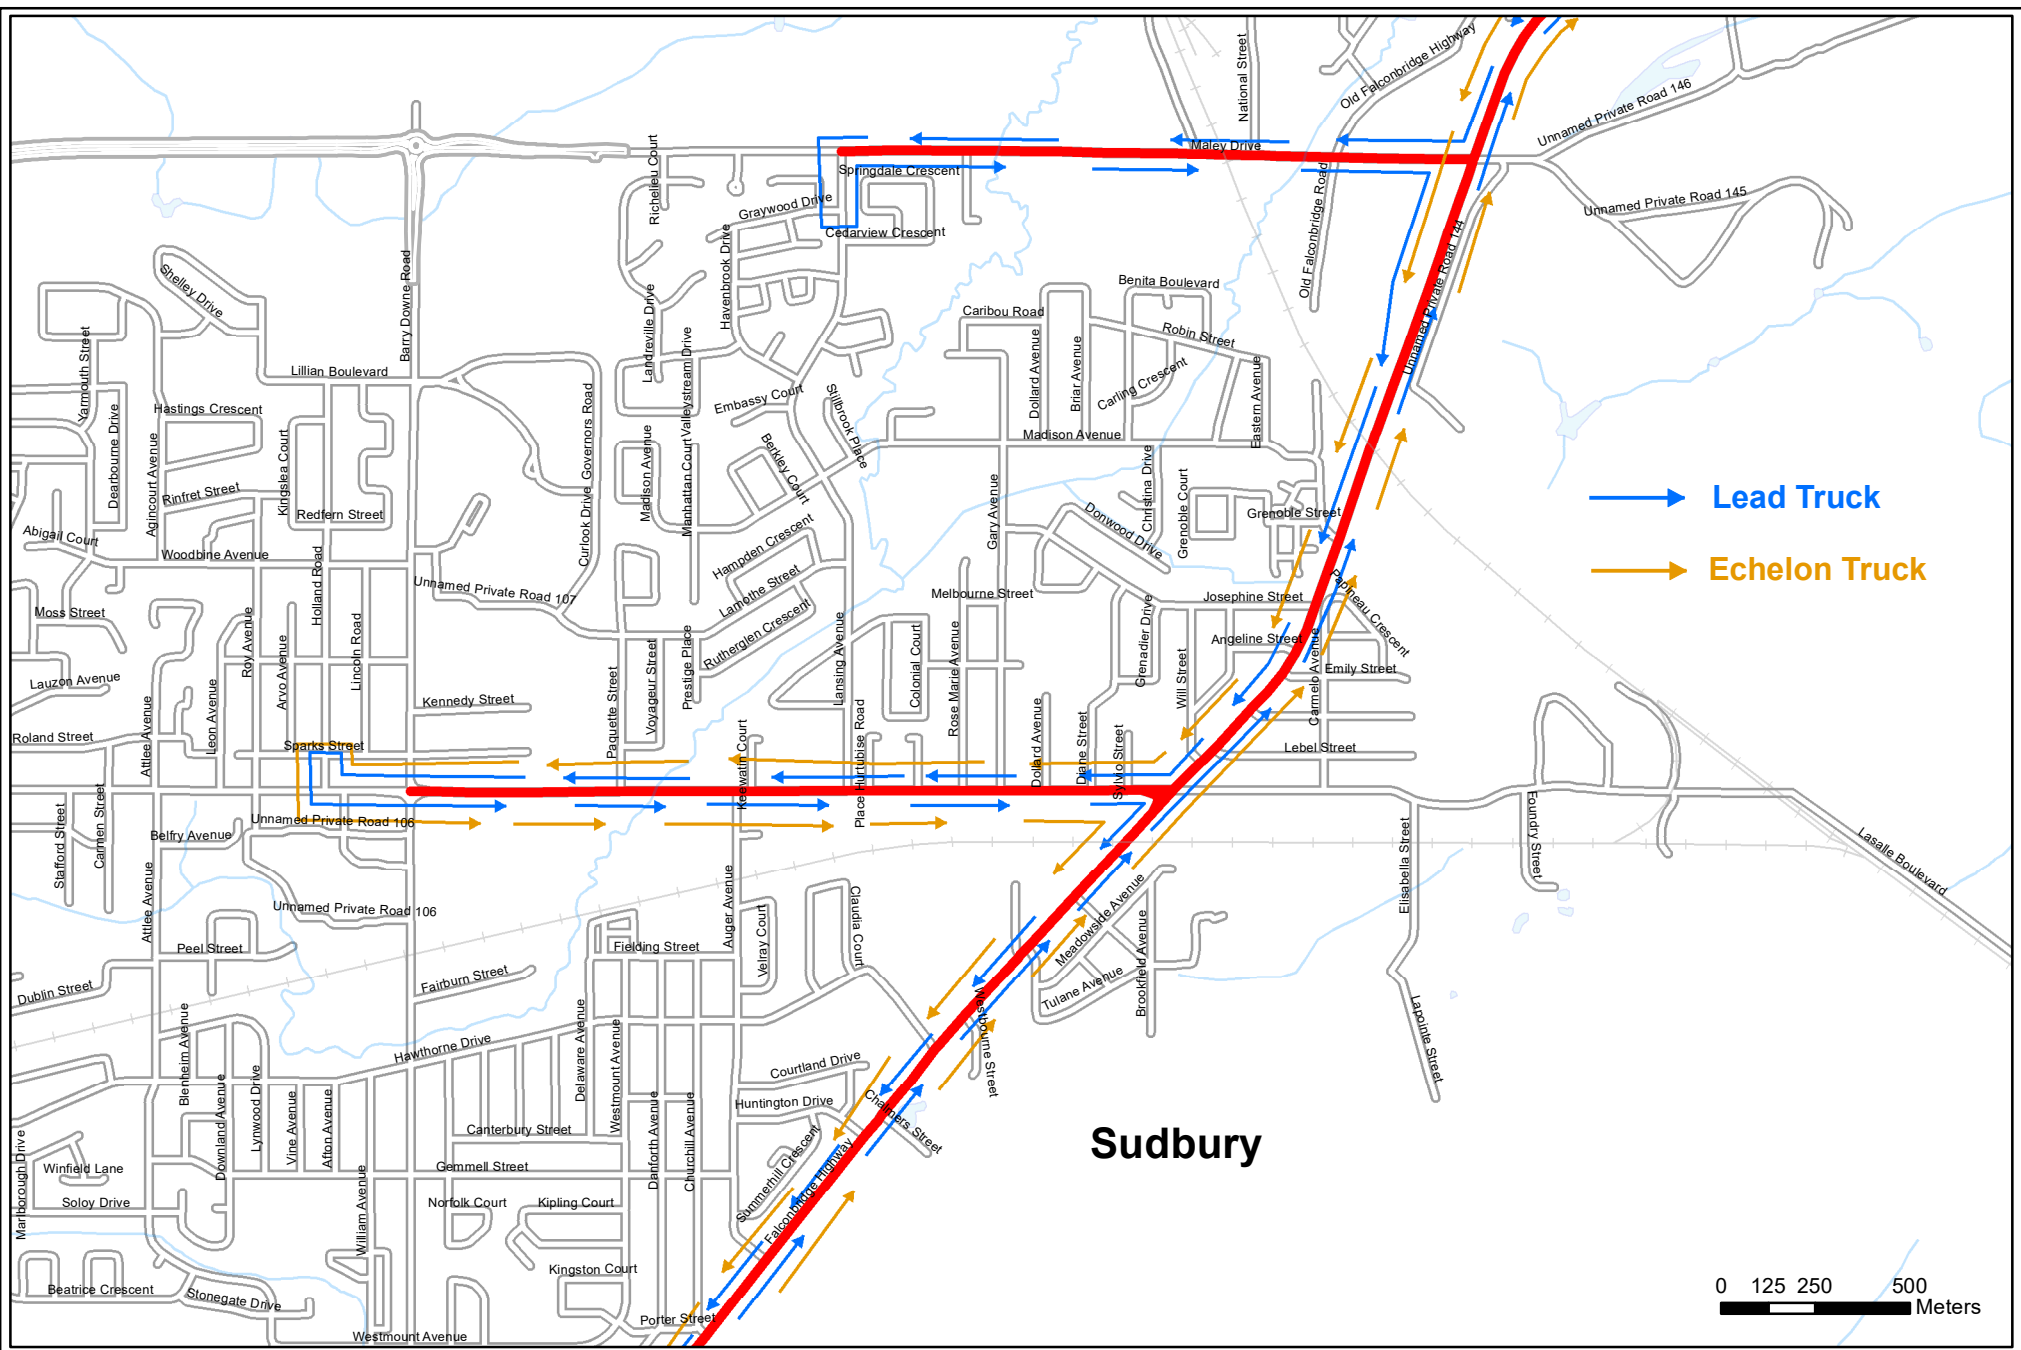 National Street
Old Falconbridge Highway
Unnamed Private Road 146
Maley Drive
Richelieu Court
Springdale Crescent
Graywood Drive
Cedarview Crescent
Unnamed Private Road 145
Old Falconbridge Road
Old Falconbridge Road
Unnamed Private Road 144
Unnamed Private Road 144
Barry Downe Road
Havenbrook Drive
Shelley Drive
Landreville Drive
Benita Boulevard
Caribou Road
Robin Street
Yarmouth Street
Lillian Boulevard
Valleystream Drive
Dollard Avenue
Briar Avenue
Carling Crescent
Eastern Avenue
Embassy Court
Stillbrook Place
Hastings Crescent
Dearbourne Drive
Kingslea Court
Governors Road
Madison Avenue
Madison Avenue
Manhattan Court
Berkley Court
Agincourt Avenue
Rinfret Street
Redfern Street
Christina Drive
Grenoble Court
Grenoble Street
Gary Avenue
Donwood Drive
Lead Truck
Abigail Court
Woodbine Avenue
Curlook Drive
Hampden Crescent
Echelon Truck
Holland Road
Unnamed Private Road 107
Lamothe Street
Melbourne Street
Josephine Street
Papineau Crescent
Moss Street
Roy Avenue
Rutherglen Crescent
Angeline Street
Grenadier Drive
Lincoln Road
Arvo Avenue
Lansing Avenue
Colonial Court
Rose Marie Avenue
Will Street
Carmelo Avenue
Emily Street
Lauzon Avenue
Prestige Place
Voyageur Street
Paquette Street
Kennedy Street
Leon Avenue
Attlee Avenue
Roland Street
Sparks Street
Keewatin Court
Place Hurtubise Road
Dollard Avenue
Diane Street
Sylvio Street
Lebel Street
Stafford Street
Carmen Street
Belfry Avenue
Unnamed Private Road 106
Elisabella Street
Foundry Street
Lasalle Boulevard
Attlee Avenue
Unnamed Private Road 106
Auger Avenue
Velray Court
Claudia Court
Meadowside Avenue
Brookfield Avenue
Peel Street
Fielding Street
Dublin Street
Fairburn Street
Tulane Avenue
Westbourne Street
Lapointe Street
Blenheim Avenue
Hawthorne Drive
Delaware Avenue
Westmount Avenue
Courtland Drive
Downland Avenue
Lynwood Drive
Vine Avenue
Afton Avenue
Danforth Avenue
Churchill Avenue
Huntington Drive
Chalmers Street
Canterbury Street
Sudbury
Marlborough Drive
Winfield Lane
Gemmell Street
Summerhill Crescent
Falconbridge Highway
Soloy Drive
William Avenue
Norfolk Court
Kipling Court
Kingston Court
Beatrice Crescent
Stonegate Drive
Porter Street
Westmount Avenue
0 125 250 500
Meters